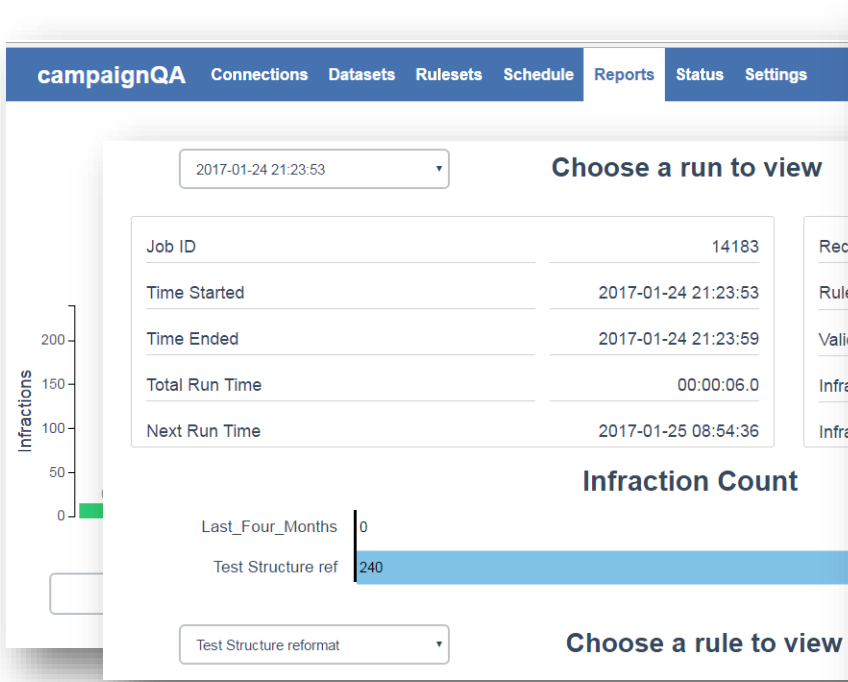 campaignQA Connections Datasets Rulesets Schedule Reports Status Settings
2017-01-24 21:23:53
Choose a run to view
Job ID 14183
Time Started 2017-01-24 21:23:53
Time Ended 2017-01-24 21:23:59
Total Run Time 00:00:06.0
Next Run Time 2017-01-25 08:54:36
Infractions
200
150
100
50
0
Infraction Count
Last_Four_Months 0
Test Structure ref 240
Test Structure reformat
Choose a rule to view